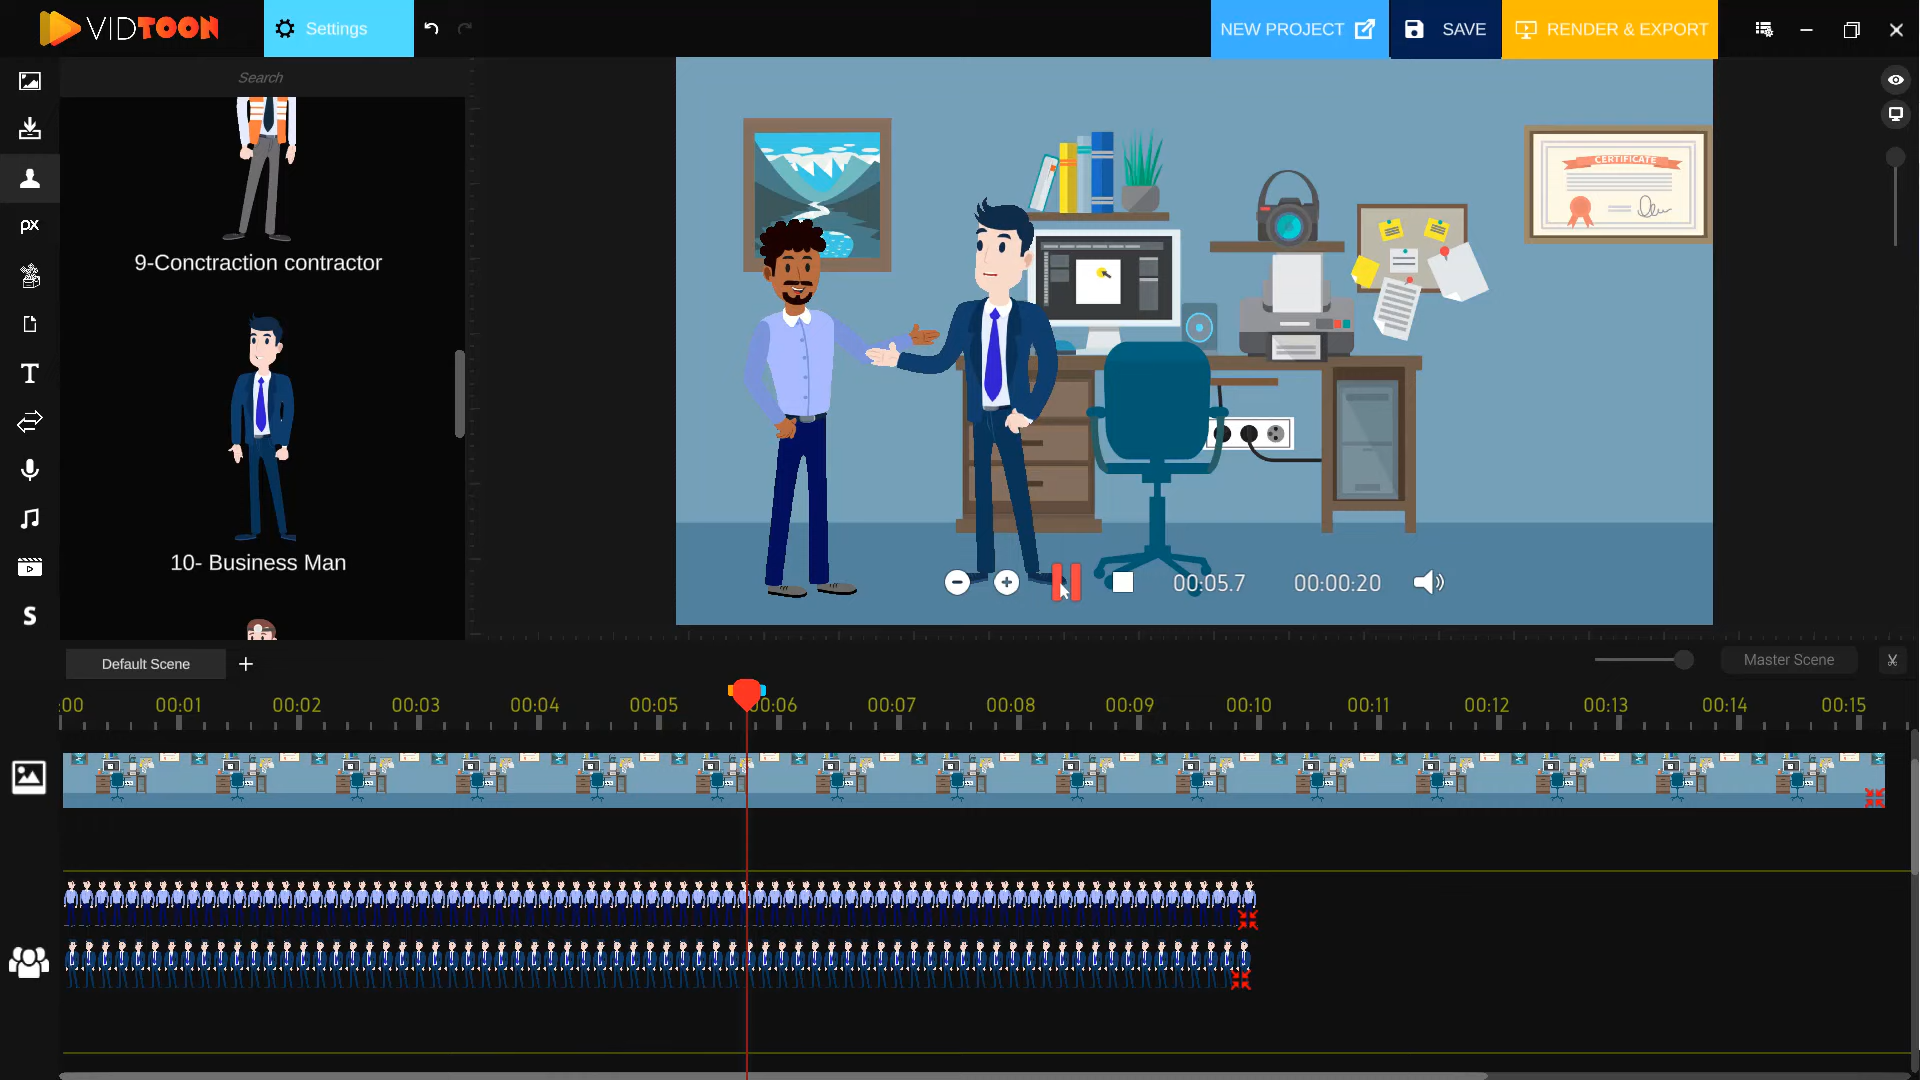 VIDTOON
Settings
NEW PROJECT
SAVE
RENDER & EXPORT
Search
9-Conctraction contractor
10- Business Man
px
T
S
CERTIFICATE
00:05.7
00:00:20
Default Scene
+
Master Scene
:00
00:01
00:02
00:03
00:04
00:05
00:06
00:07
00:08
00:09
00:10
00:11
00:12
00:13
00:14
00:15